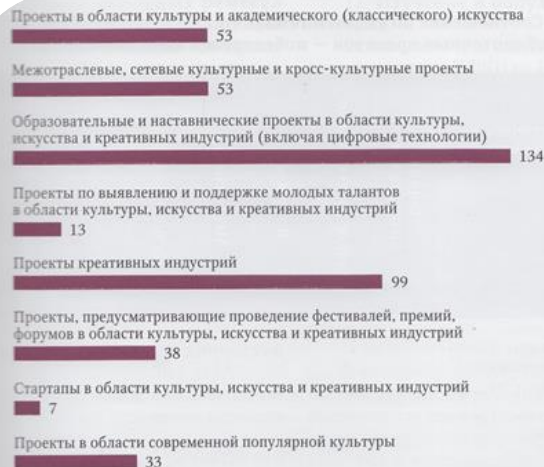 Проекты в области культуры и академического (классического) искусства
53
Межотраслевые, сетевые культурные и кросс-культурные проекты
53
Образовательные и наставнические проекты в области культуры,
искусства и креативных индустрий (включая цифровые технологии)
134
Проекты по выявлению и поддержке молодых талантов
в области культуры, искусства и креативных индустрий
13
Проекты креативных индустрий
99
Проекты, предусматривающие проведение фестивалей, премий,
форумов в области культуры, искусства и креативных индустрий
38
Стартапы в области культуры, искусства и креативных индустрий
7
Проекты в области современной популярной культуры
33